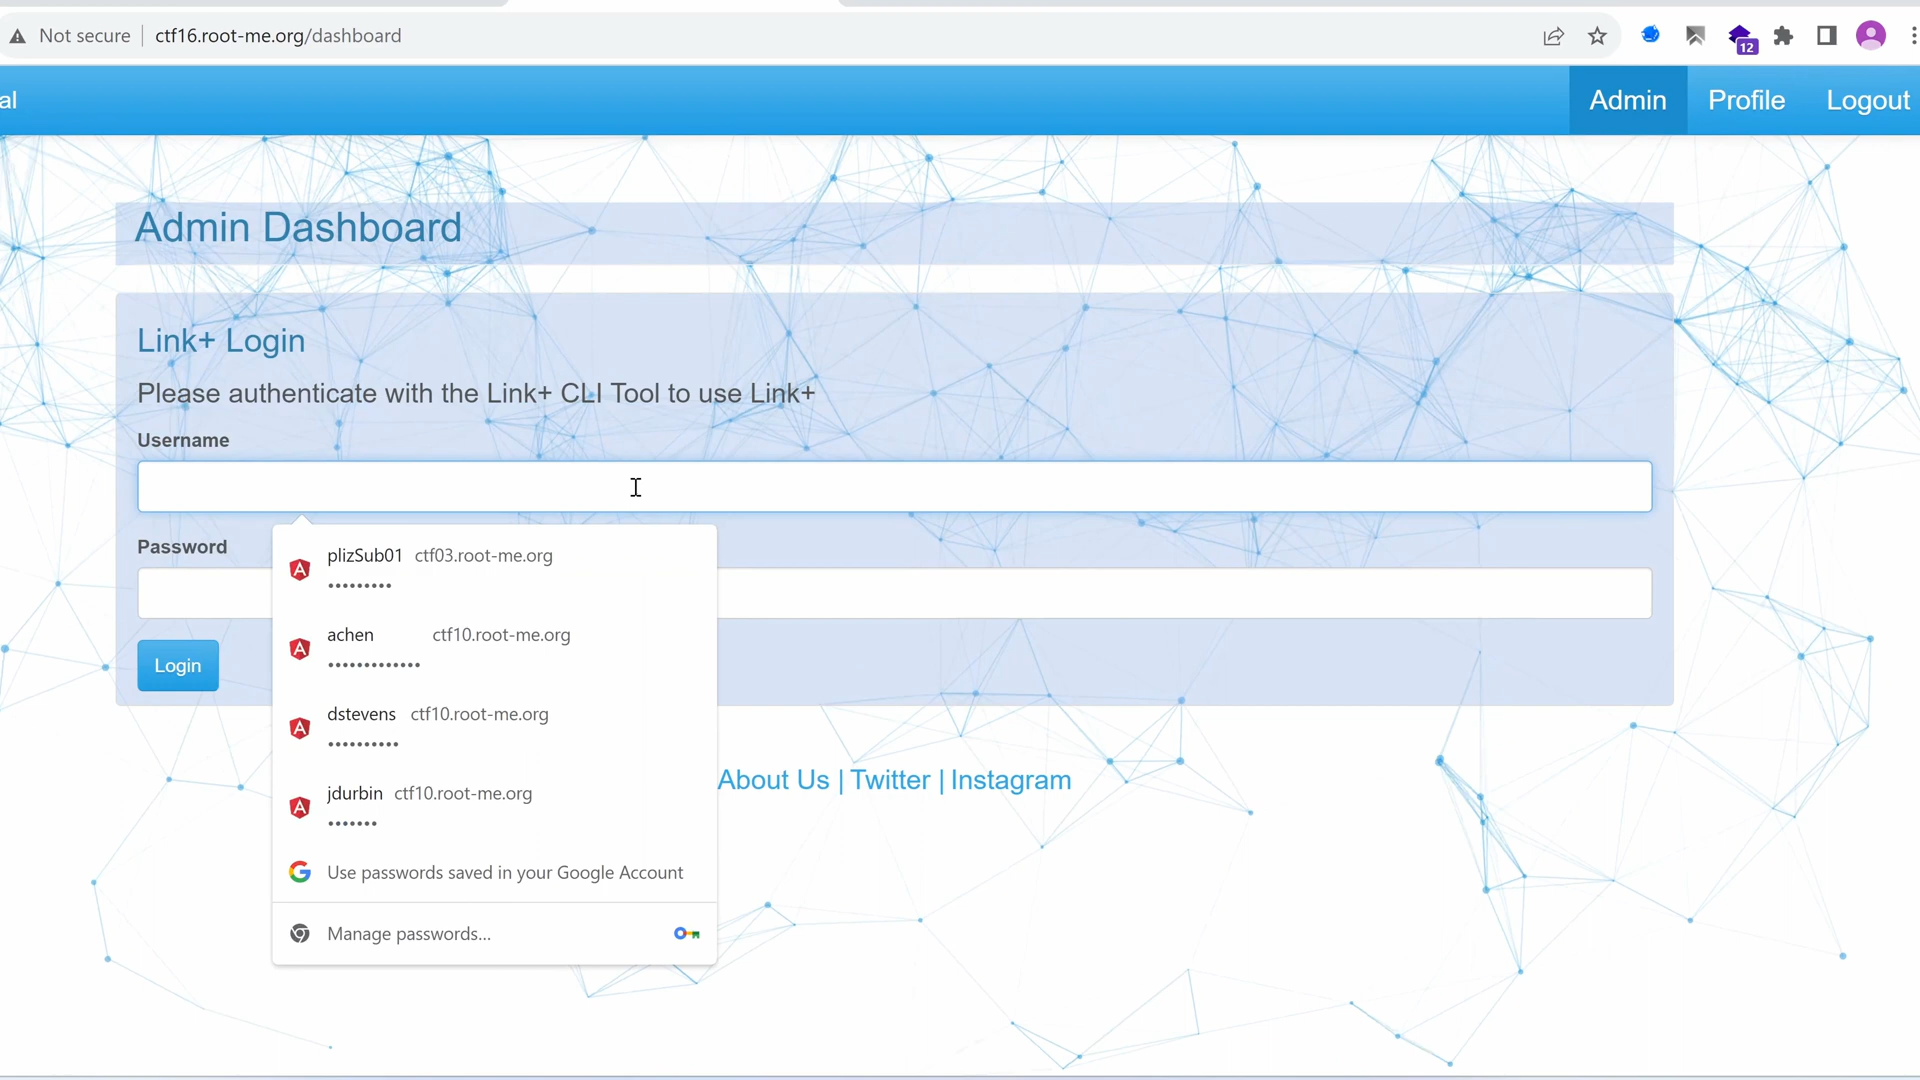 Not secure ctf16.root-me.org/dashboard
12
al Admin Profile Logout
Admin Dashboard
Link+ Login
Please authenticate with the Link+ CLI Tool to use Link+
Username
Password
plizSub01 ctf03.root-me.org
•••••••••
achen ctf10.root-me.org
•••••••••••••
dstevens ctf10.root-me.org
••••••••••
jdurbin ctf10.root-me.org
•••••••
Login
Use passwords saved in your Google Account
Manage passwords...
About Us | Twitter | Instagram